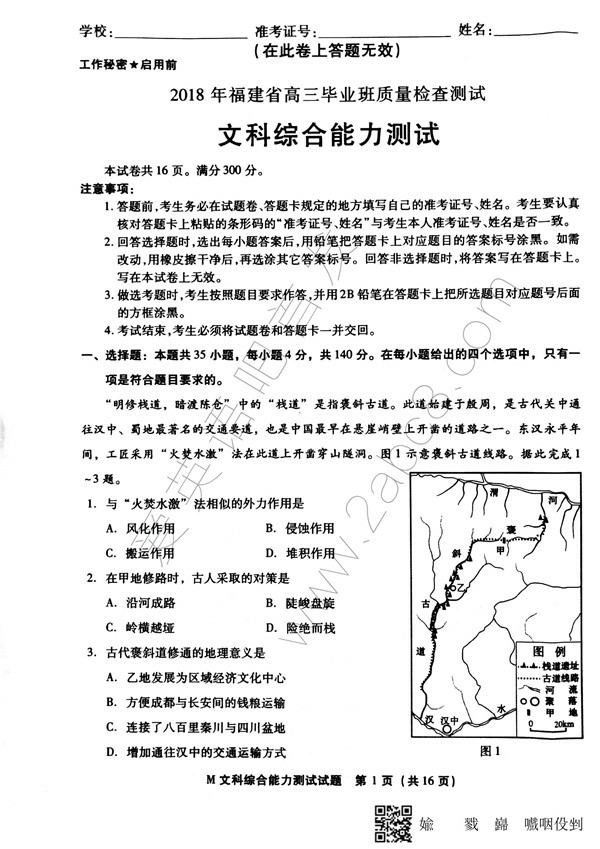 学校: 准考证号: 姓名:
(在此卷上答题无效)
工作秘密★启用前
2018 年福建省高三毕业班质量检查测试
文科综合能力测试
本试卷共16页。满分300分。
注意事项:
1. 答题前,考生务必在试题卷、答题卡规定的地方填写自己的准考证号、姓名。考生要认真
核对答题卡上粘贴的条形码的“准考证号、姓名”与考生本人准考证号、姓名是否一致。
2. 回答选择题时,选出每小题答案后,用铅笔把答题卡上对应题目的答案标号涂黑。如需
改动,用橡皮擦干净后,再选涂其它答案标号。回答非选择题时,将答案写在答题卡上。
写在本试卷上无效。
3. 做选考题时,考生按照题目要求作答,并用2B 铅笔在答题卡上把所选题目对应题号后面
的方框涂黑。
4. 考试结束,考生必须将试题卷和答题卡一并交回。
一、选择题：本题共35小题，每小题4分，共140分。在每小题给出的四个选项中，只有一
项是符合题目要求的。
“明修栈道，暗渡陈仓”中的“栈道”是指褒斜古道。此道始建于殷周，是古代关中通
往汉中、蜀地最著名的交通要道，也是中国最早在悬崖峭壁上开凿的道路之一。东汉永平年
间，工匠采用“火焚水激”法在此道上开凿穿山隧洞。图1示意褒斜古道线路。据此完成1
~3题。
1. 与“火焚水激”法相似的外力作用是
A. 风化作用 B. 侵蚀作用
C. 搬运作用 D. 堆积作用
2. 在甲地修路时，古人采取的对策是
A. 沿河成路 B. 陡峻盘旋
C. 岭横越垭 D. 险绝而栈
3. 古代褒斜道修通的地理意义是
A. 乙地发展为区域经济文化中心
B. 方便成都与长安间的钱粮运输
C. 连接了八百里秦川与四川盆地
D. 增加通往汉中的交通运输方式
渭 河
褒
斜 甲
乙
古
道
汉 汉中 水
图 例
栈道遗址
古道线路
河 流
聚 落
甲 地
0 20km
图1
M 文科综合能力测试试题 第 1 页（共16页）
爱英语吧首发
www.2abc8.com